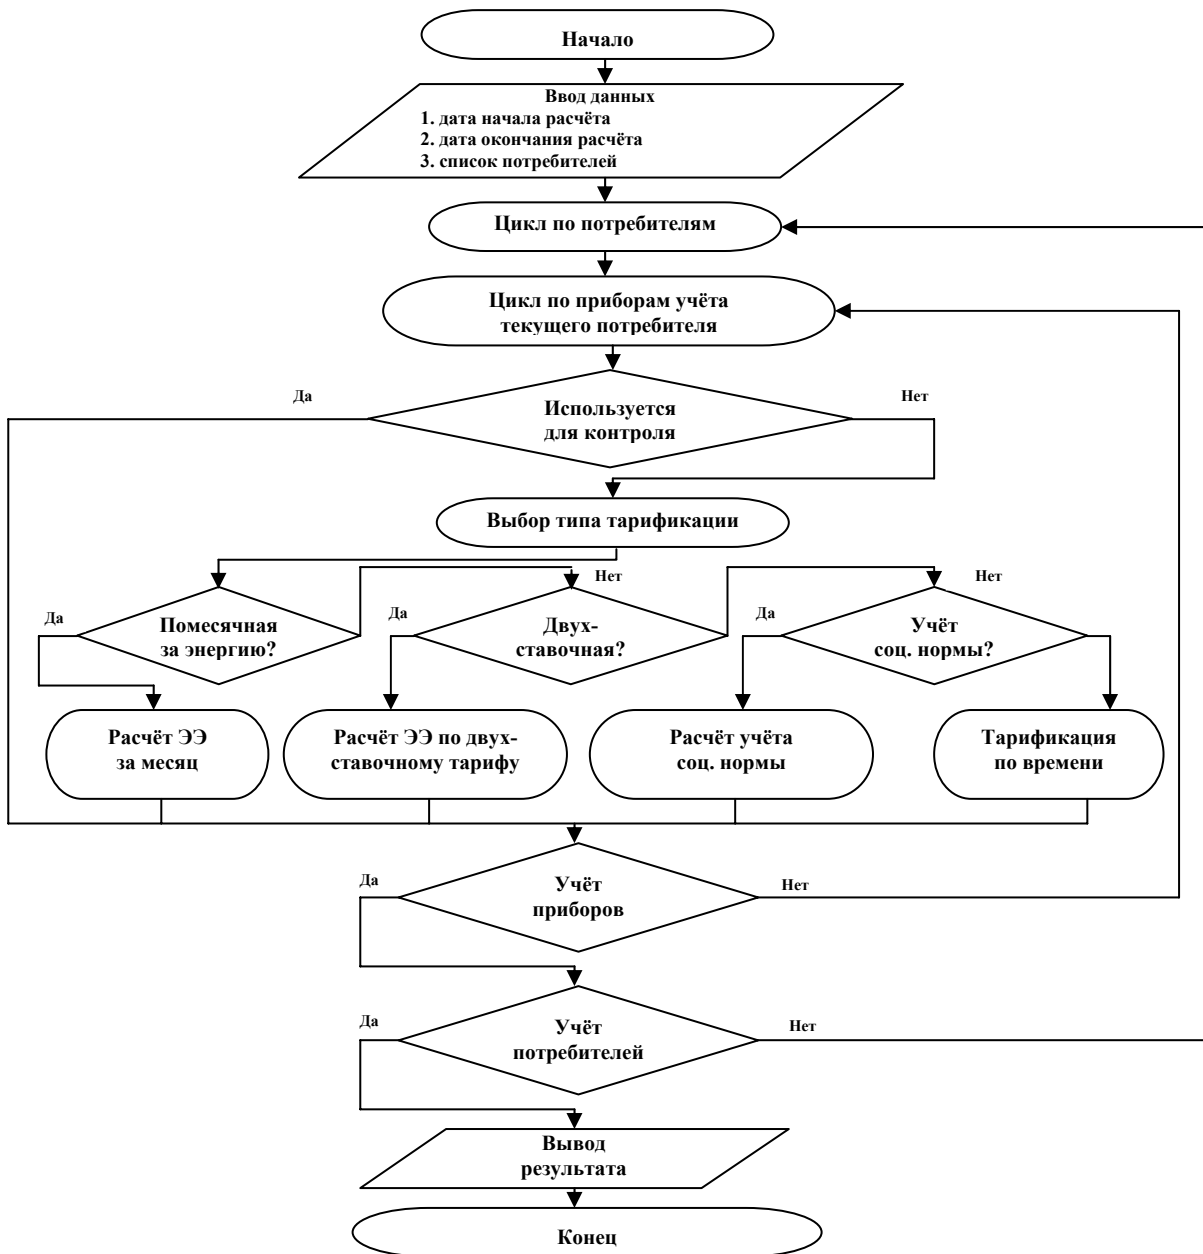 Начало
Ввод данных
1. дата начала расчёта
2. дата окончания расчёта
3. список потребителей
Цикл по потребителям
Цикл по приборам учёта
текущего потребителя
Да
Нет
Используется
для контроля
Выбор типа тарификации
Да
Помесячная
за энергию?
Нет
Да
Двух-
ставочная?
Нет
Да
Учёт
соц. нормы?
Расчёт ЭЭ
за месяц
Расчёт ЭЭ по двух-
ставочному тарифу
Расчёт учёта
соц. нормы
Тарификация
по времени
Да
Учёт
приборов
Нет
Да
Учёт
потребителей
Нет
Вывод
результата
Конец